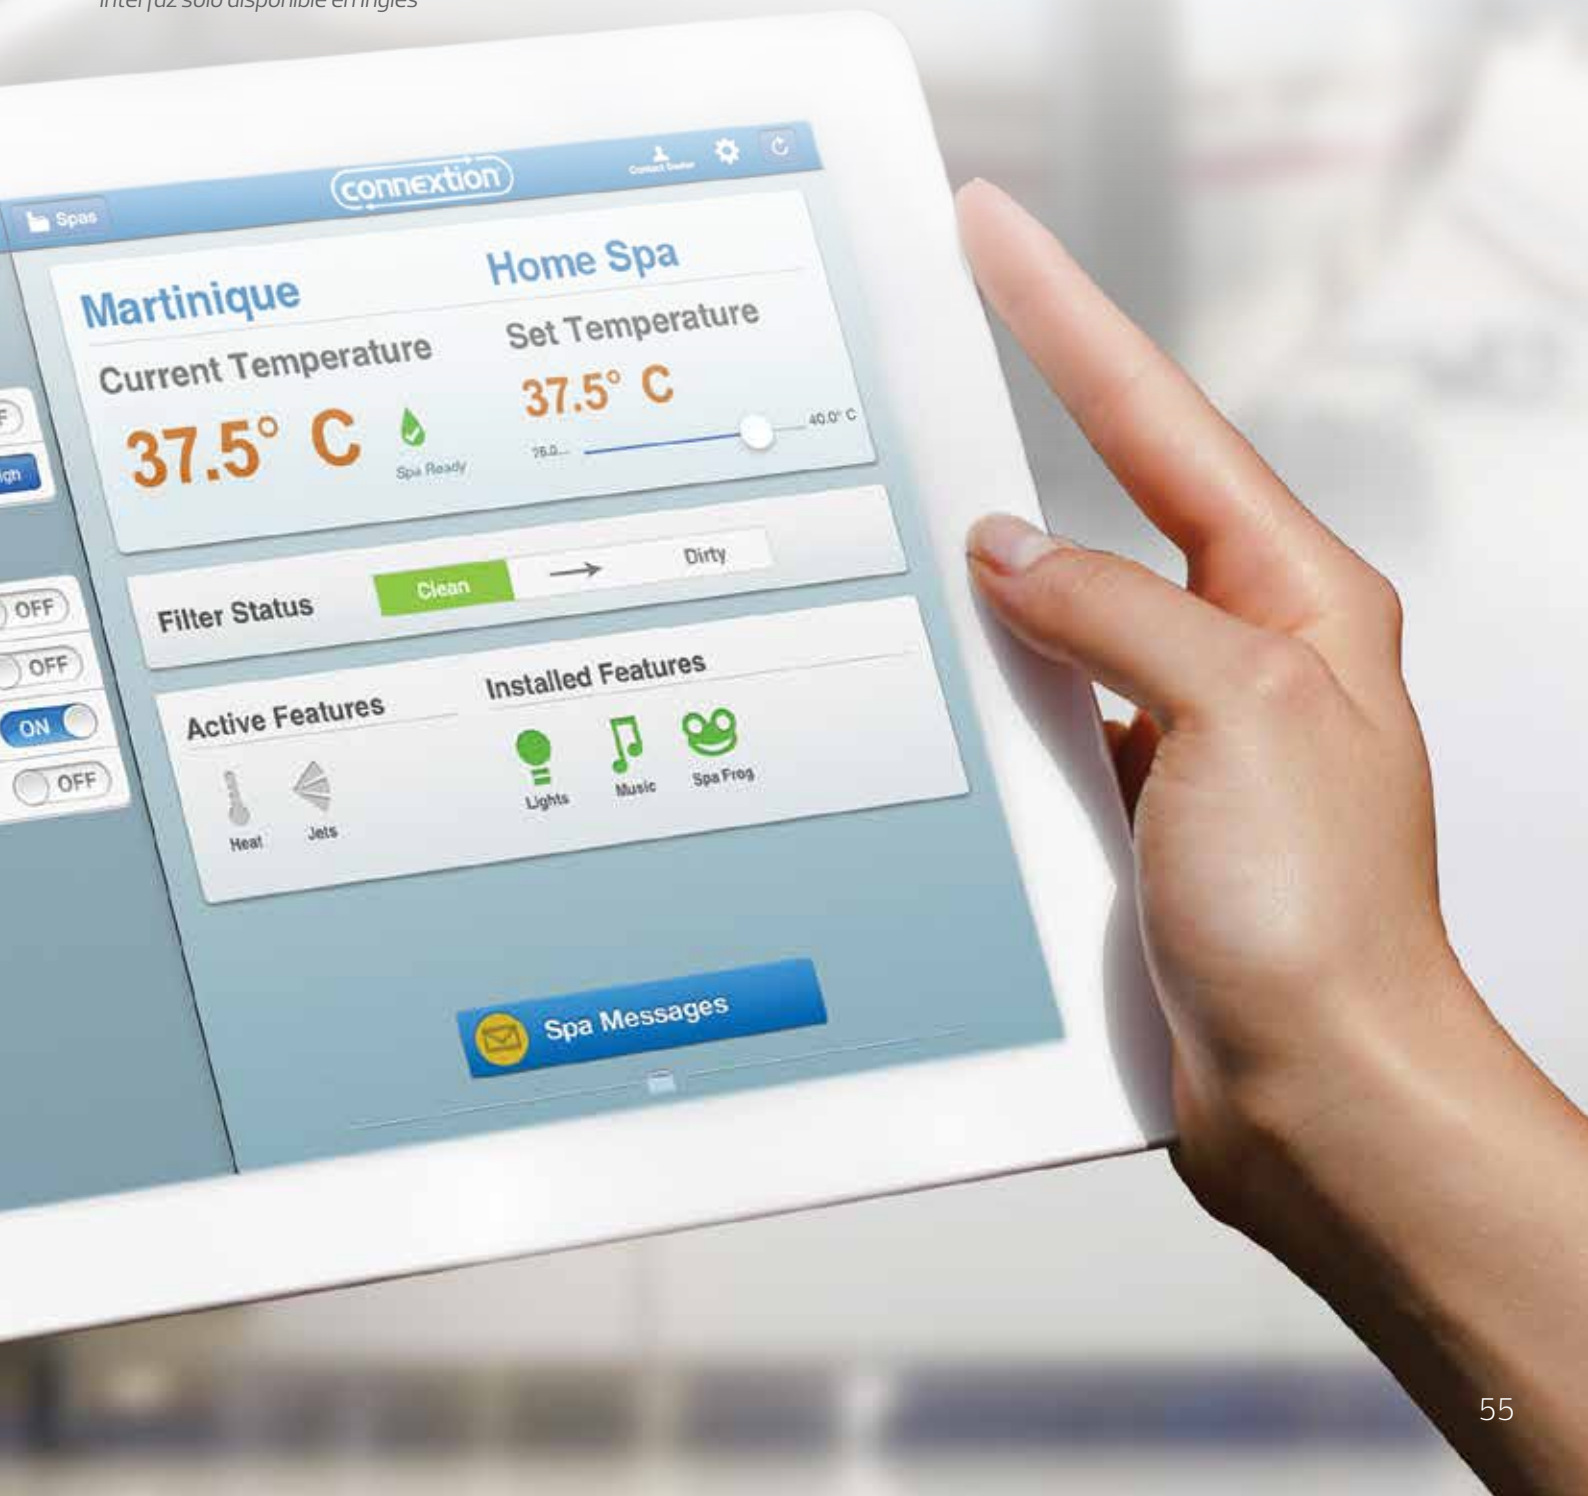 Interfaz sólo disponible en inglés
Spas
connextion
Martinique
Home Spa
Current Temperature
Set Temperature
37.5° C
Spa Ready
37.5° C
40.0° C
Filter Status
Clean
Dirty
OFF
OFF
ON
OFF
Active Features
Installed Features
Heat
Jets
Lights
Music
Spa Frog
Spa Messages
55